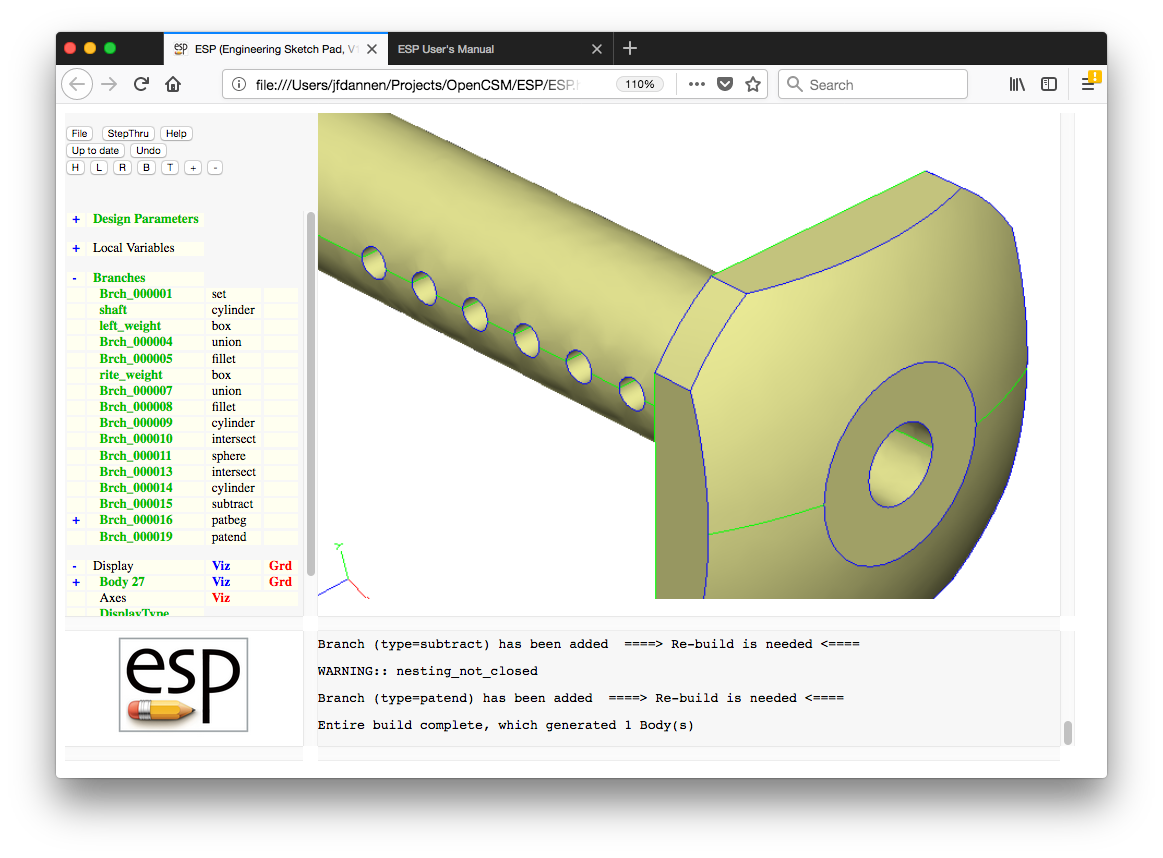 esp ESP (Engineering Sketch Pad, V1
ESP User's Manual
file:///Users/jfdannen/Projects/OpenCSM/ESP/ESP.
110%
Search
File StepThru Help
Up to date Undo
H L R B T + -
+ Design Parameters
+ Local Variables
- Branches
Brch_000001 set
shaft cylinder
left_weight box
Brch_000004 union
Brch_000005 fillet
rite_weight box
Brch_000007 union
Brch_000008 fillet
Brch_000009 cylinder
Brch_000010 intersect
Brch_000011 sphere
Brch_000013 intersect
Brch_000014 cylinder
Brch_000015 subtract
+ Brch_000016 patbeg
Brch_000019 patend
- Display Viz Grd
+ Body 27 Viz Grd
Axes Viz
DisplayType
esp
Branch (type=subtract) has been added ====> Re-build is needed <====
WARNING:: nesting_not_closed
Branch (type=patend) has been added ====> Re-build is needed <====
Entire build complete, which generated 1 Body(s)